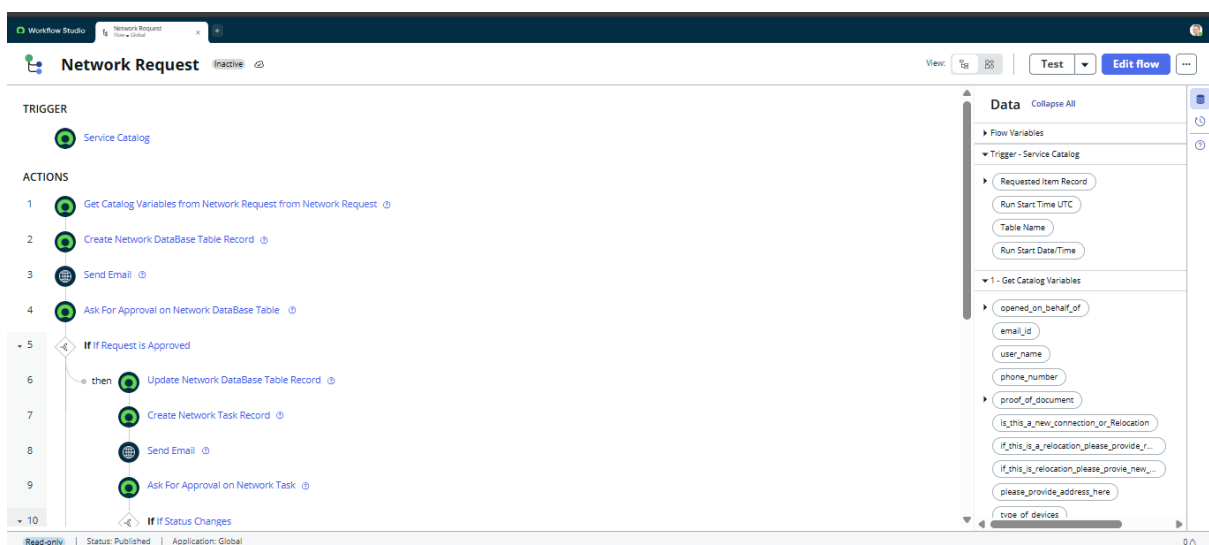 Workflow Studio
Network Request
Flow • Global
Network Request Inactive
View:
Test
Edit flow
TRIGGER
Service Catalog
ACTIONS
1 Get Catalog Variables from Network Request from Network Request
2 Create Network DataBase Table Record
3 Send Email
4 Ask For Approval on Network DataBase Table
5 If If Request is Approved
6 then Update Network DataBase Table Record
7 Create Network Task Record
8 Send Email
9 Ask For Approval on Network Task
10 If If Status Changes
Data Collapse All
Flow Variables
Trigger - Service Catalog
Requested Item Record
Run Start Time UTC
Table Name
Run Start Date/Time
1 - Get Catalog Variables
opened_on_behalf_of
email_id
user_name
phone_number
proof_of_document
is_this_a_new_connection_or_Relocation
if_this_is_a_relocation_please_provide_r...
if_this_is_relocation_please_provie_new_...
please_provide_address_here
type_of_devices
Read-only | Status: Published | Application: Global
0